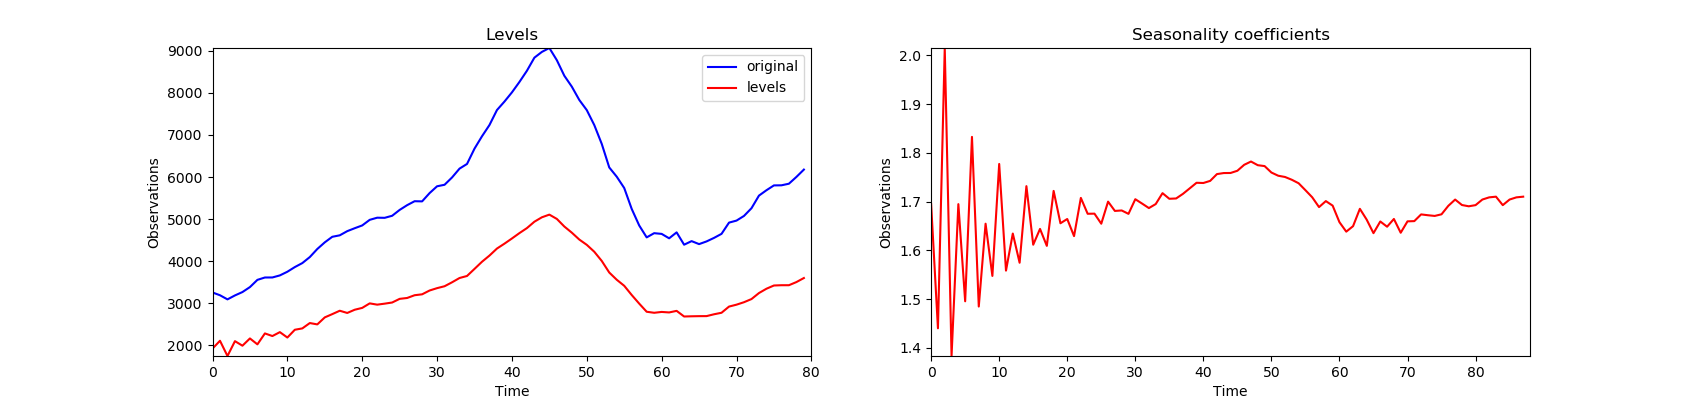 Levels
9000
8000
7000
6000
5000
4000
3000
2000
Observations
original
levels
0 10 20 30 40 50 60 70 80
Time
Seasonality coefficients
2.0
1.9
1.8
1.7
1.6
1.5
1.4
Observations
0 10 20 30 40 50 60 70 80
Time